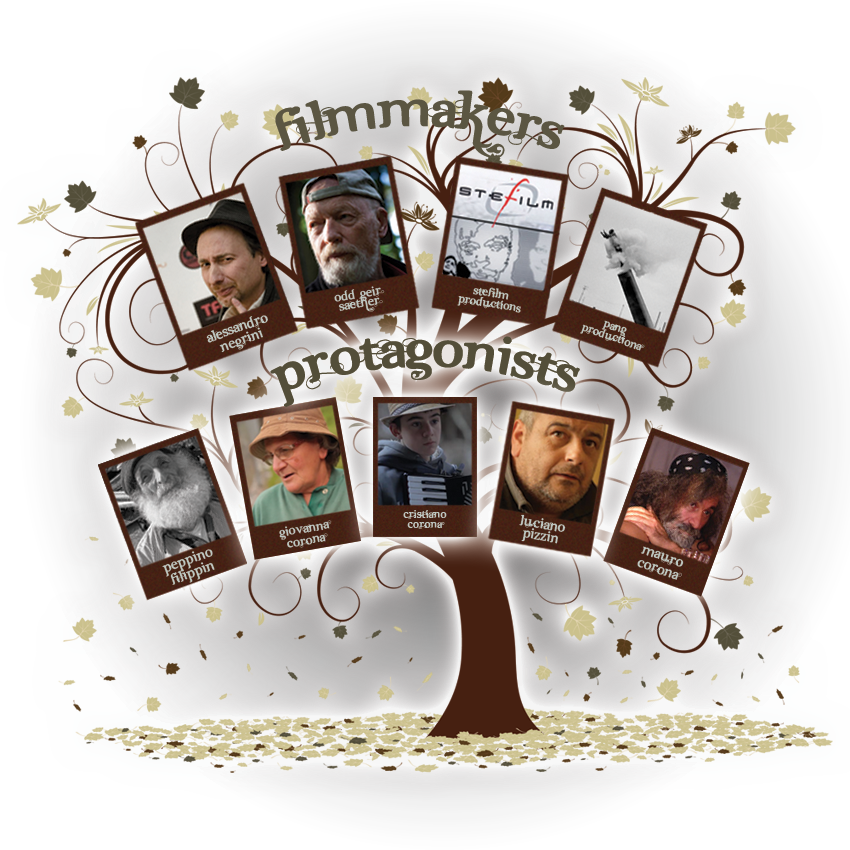 filmmakers
TF
alessandro
negrini
odd geir
saether
STEfILM
stefilm
productions
pang
productions
protagonists
peppino
filippin
giovanna
corona
cristiano
corona
luciano
pizzin
mauro
corona